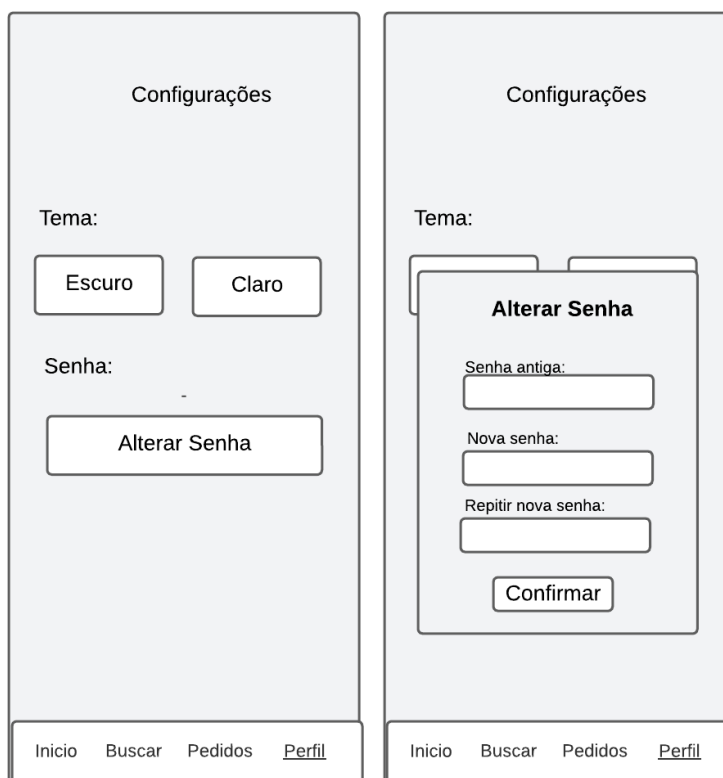 Configurações
Tema:
Escuro Claro
Senha:
-
Alterar Senha
Inicio Buscar Pedidos Perfil
Configurações
Tema:
Alterar Senha
Senha antiga:
Nova senha:
Repitir nova senha:
Confirmar
Inicio Buscar Pedidos Perfil